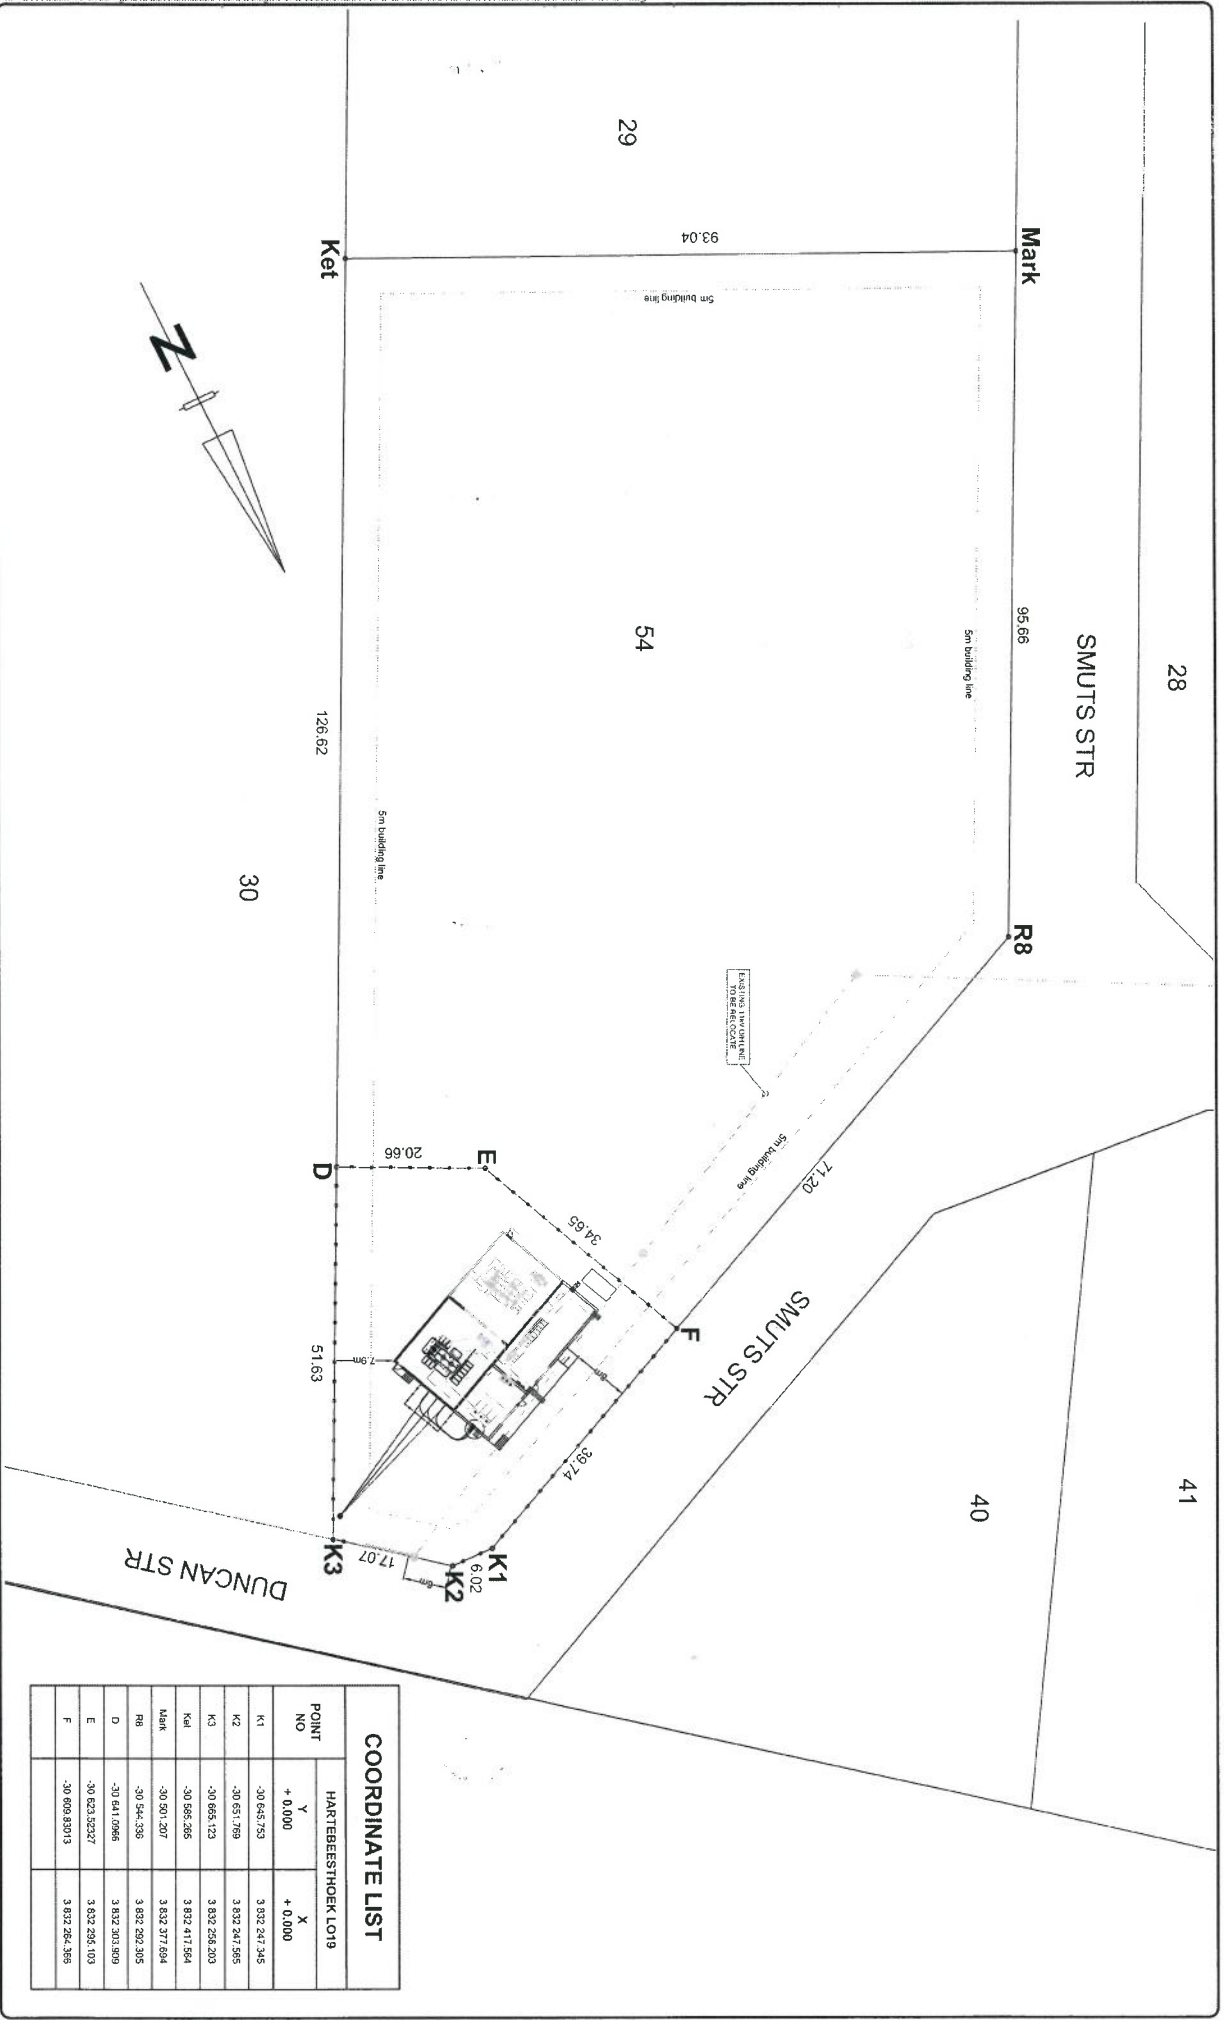 29
Mark
93.04
Ket
5m building line
N
28
SMUTS STR
95.66
5m building line
54
126.62
5m building line
30
R8
EXISTING 11kV OH LINE
TO BE RELOCATE
5m building line
71.20
20.66
E
D
34.65
F
SMUTS STR
51.63
7.9m
39.74
41
40
K1
6.02
K2
6m
17.07
K3
DUNCAN STR
COORDINATE LIST
POINT
NO
HARTEBEESTHOEK LO19
Y
+ 0.000
X
+ 0.000
K1 -30 645.753 3 832 247.345
K2 -30 651.769 3 832 247.565
K3 -30 665.123 3 832 258.203
Ket -30 585.265 3 832 417.564
Mark -30 501.207 3 832 377.694
R8 -30 544.336 3 832 292.305
D -30 641.0966 3 832 303.909
E -30 623.52327 3 832 295.103
F -30 609.83013 3 832 264.366